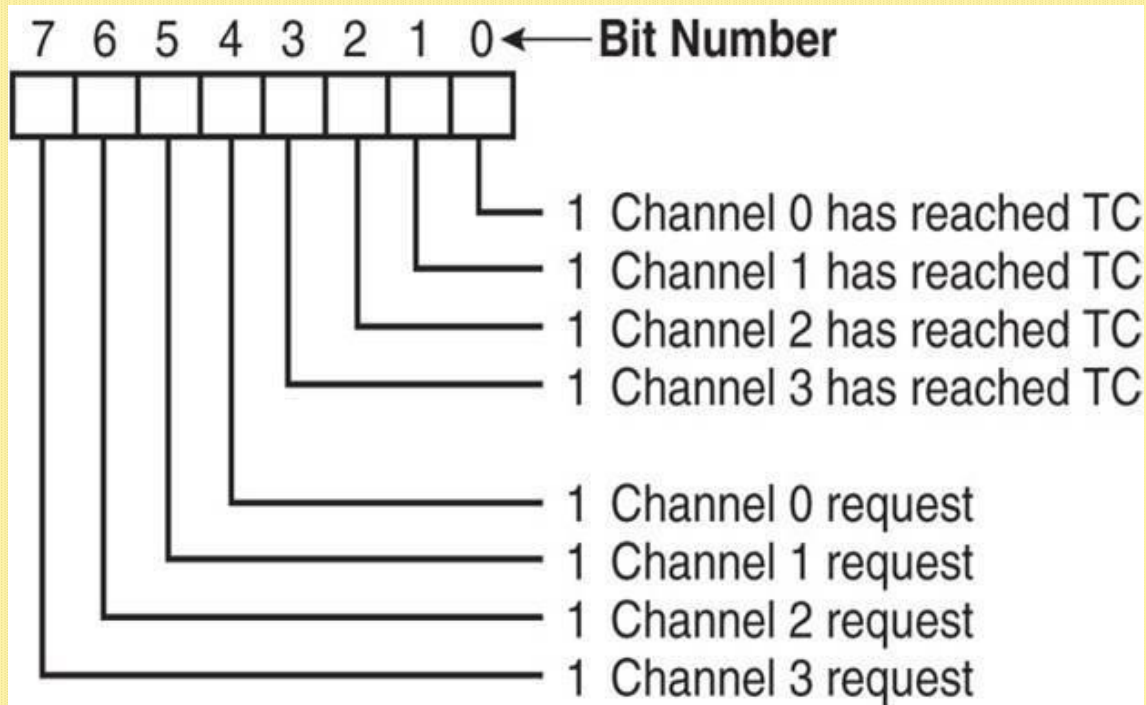 7 6 5 4 3 2 1 0 Bit Number
1 Channel 0 has reached TC
1 Channel 1 has reached TC
1 Channel 2 has reached TC
1 Channel 3 has reached TC
1 Channel 0 request
1 Channel 1 request
1 Channel 2 request
1 Channel 3 request